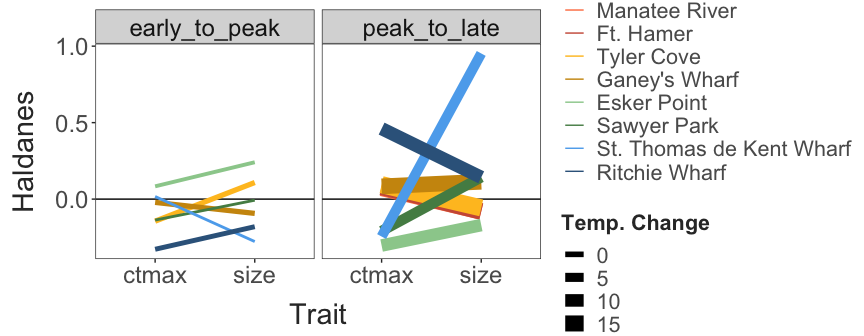 early_to_peak
peak_to_late
1.0
0.5
0.0
Haldanes
ctmax
size
ctmax
size
Trait
Manatee River
Ft. Hamer
Tyler Cove
Ganey's Wharf
Esker Point
Sawyer Park
St. Thomas de Kent Wharf
Ritchie Wharf
Temp. Change
0
5
10
15